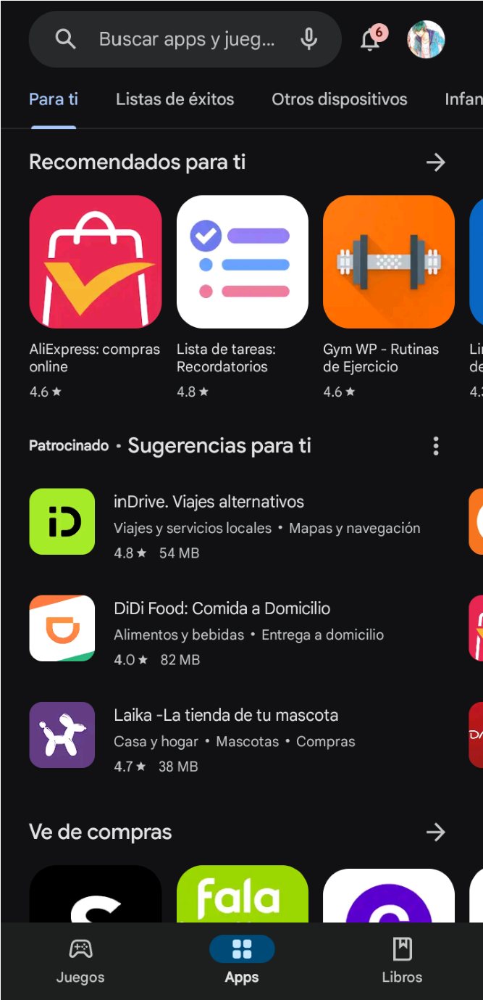 Buscar apps y jueg...
6
Para ti
Listas de éxitos
Otros dispositivos
Infan
Recomendados para ti
AliExpress: compras
online
4.6 ★
Lista de tareas:
Recordatorios
4.8 ★
Gym WP - Rutinas
de Ejercicio
4.6 ★
Patrocinado • Sugerencias para ti
iD
inDrive. Viajes alternativos
Viajes y servicios locales • Mapas y navegación
4.8 ★ 54 MB
DiDi Food: Comida a Domicilio
Alimentos y bebidas • Entrega a domicilio
4.0 ★ 82 MB
Laika -La tienda de tu mascota
Casa y hogar • Mascotas • Compras
4.7 ★ 38 MB
Ve de compras
fala
Juegos
Apps
Libros